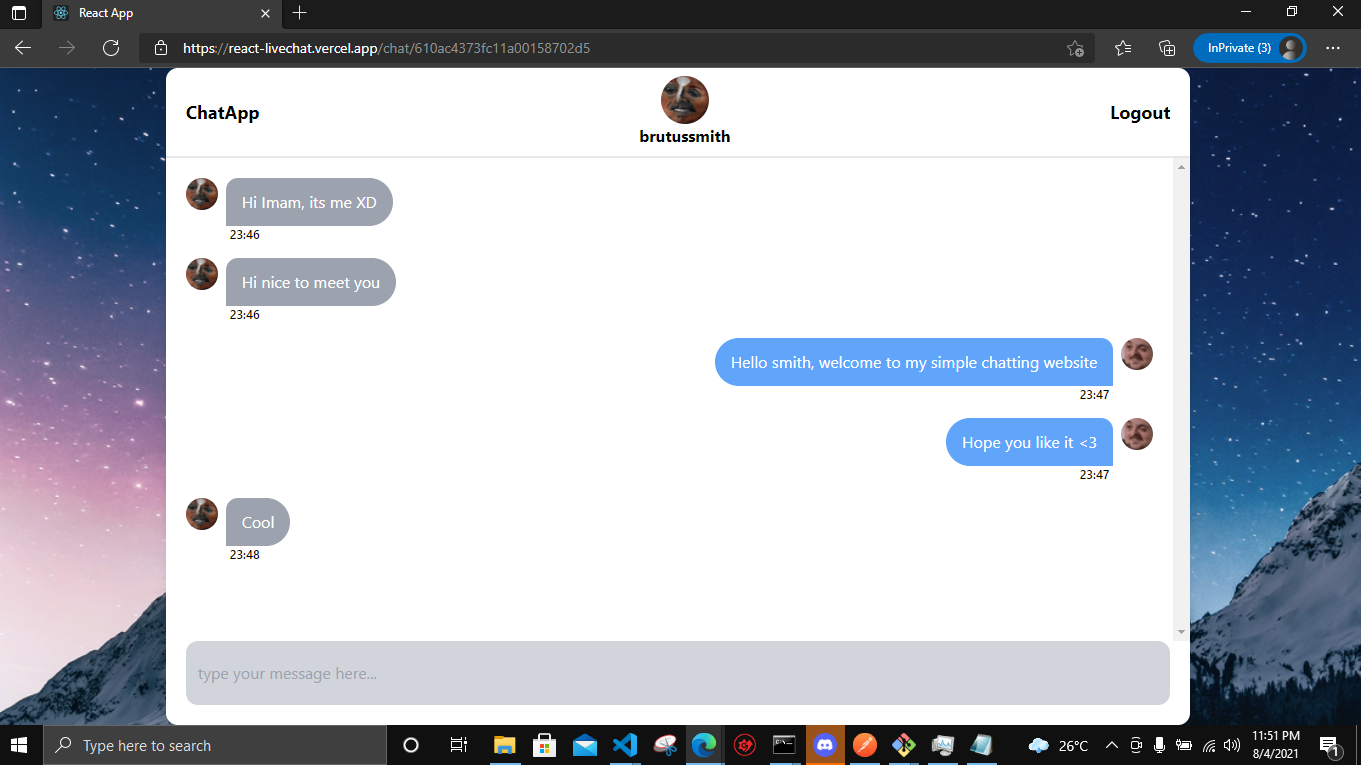 React App
https://react-livechat.vercel.app/chat/610ac4373fc11a00158702d5
InPrivate (3)
ChatApp
brutussmith
Logout
Hi Imam, its me XD
23:46
Hi nice to meet you
23:46
Hello smith, welcome to my simple chatting website
23:47
Hope you like it <3
23:47
Cool
23:48
type your message here...
Type here to search
26°C
11:51 PM
8/4/2021
1